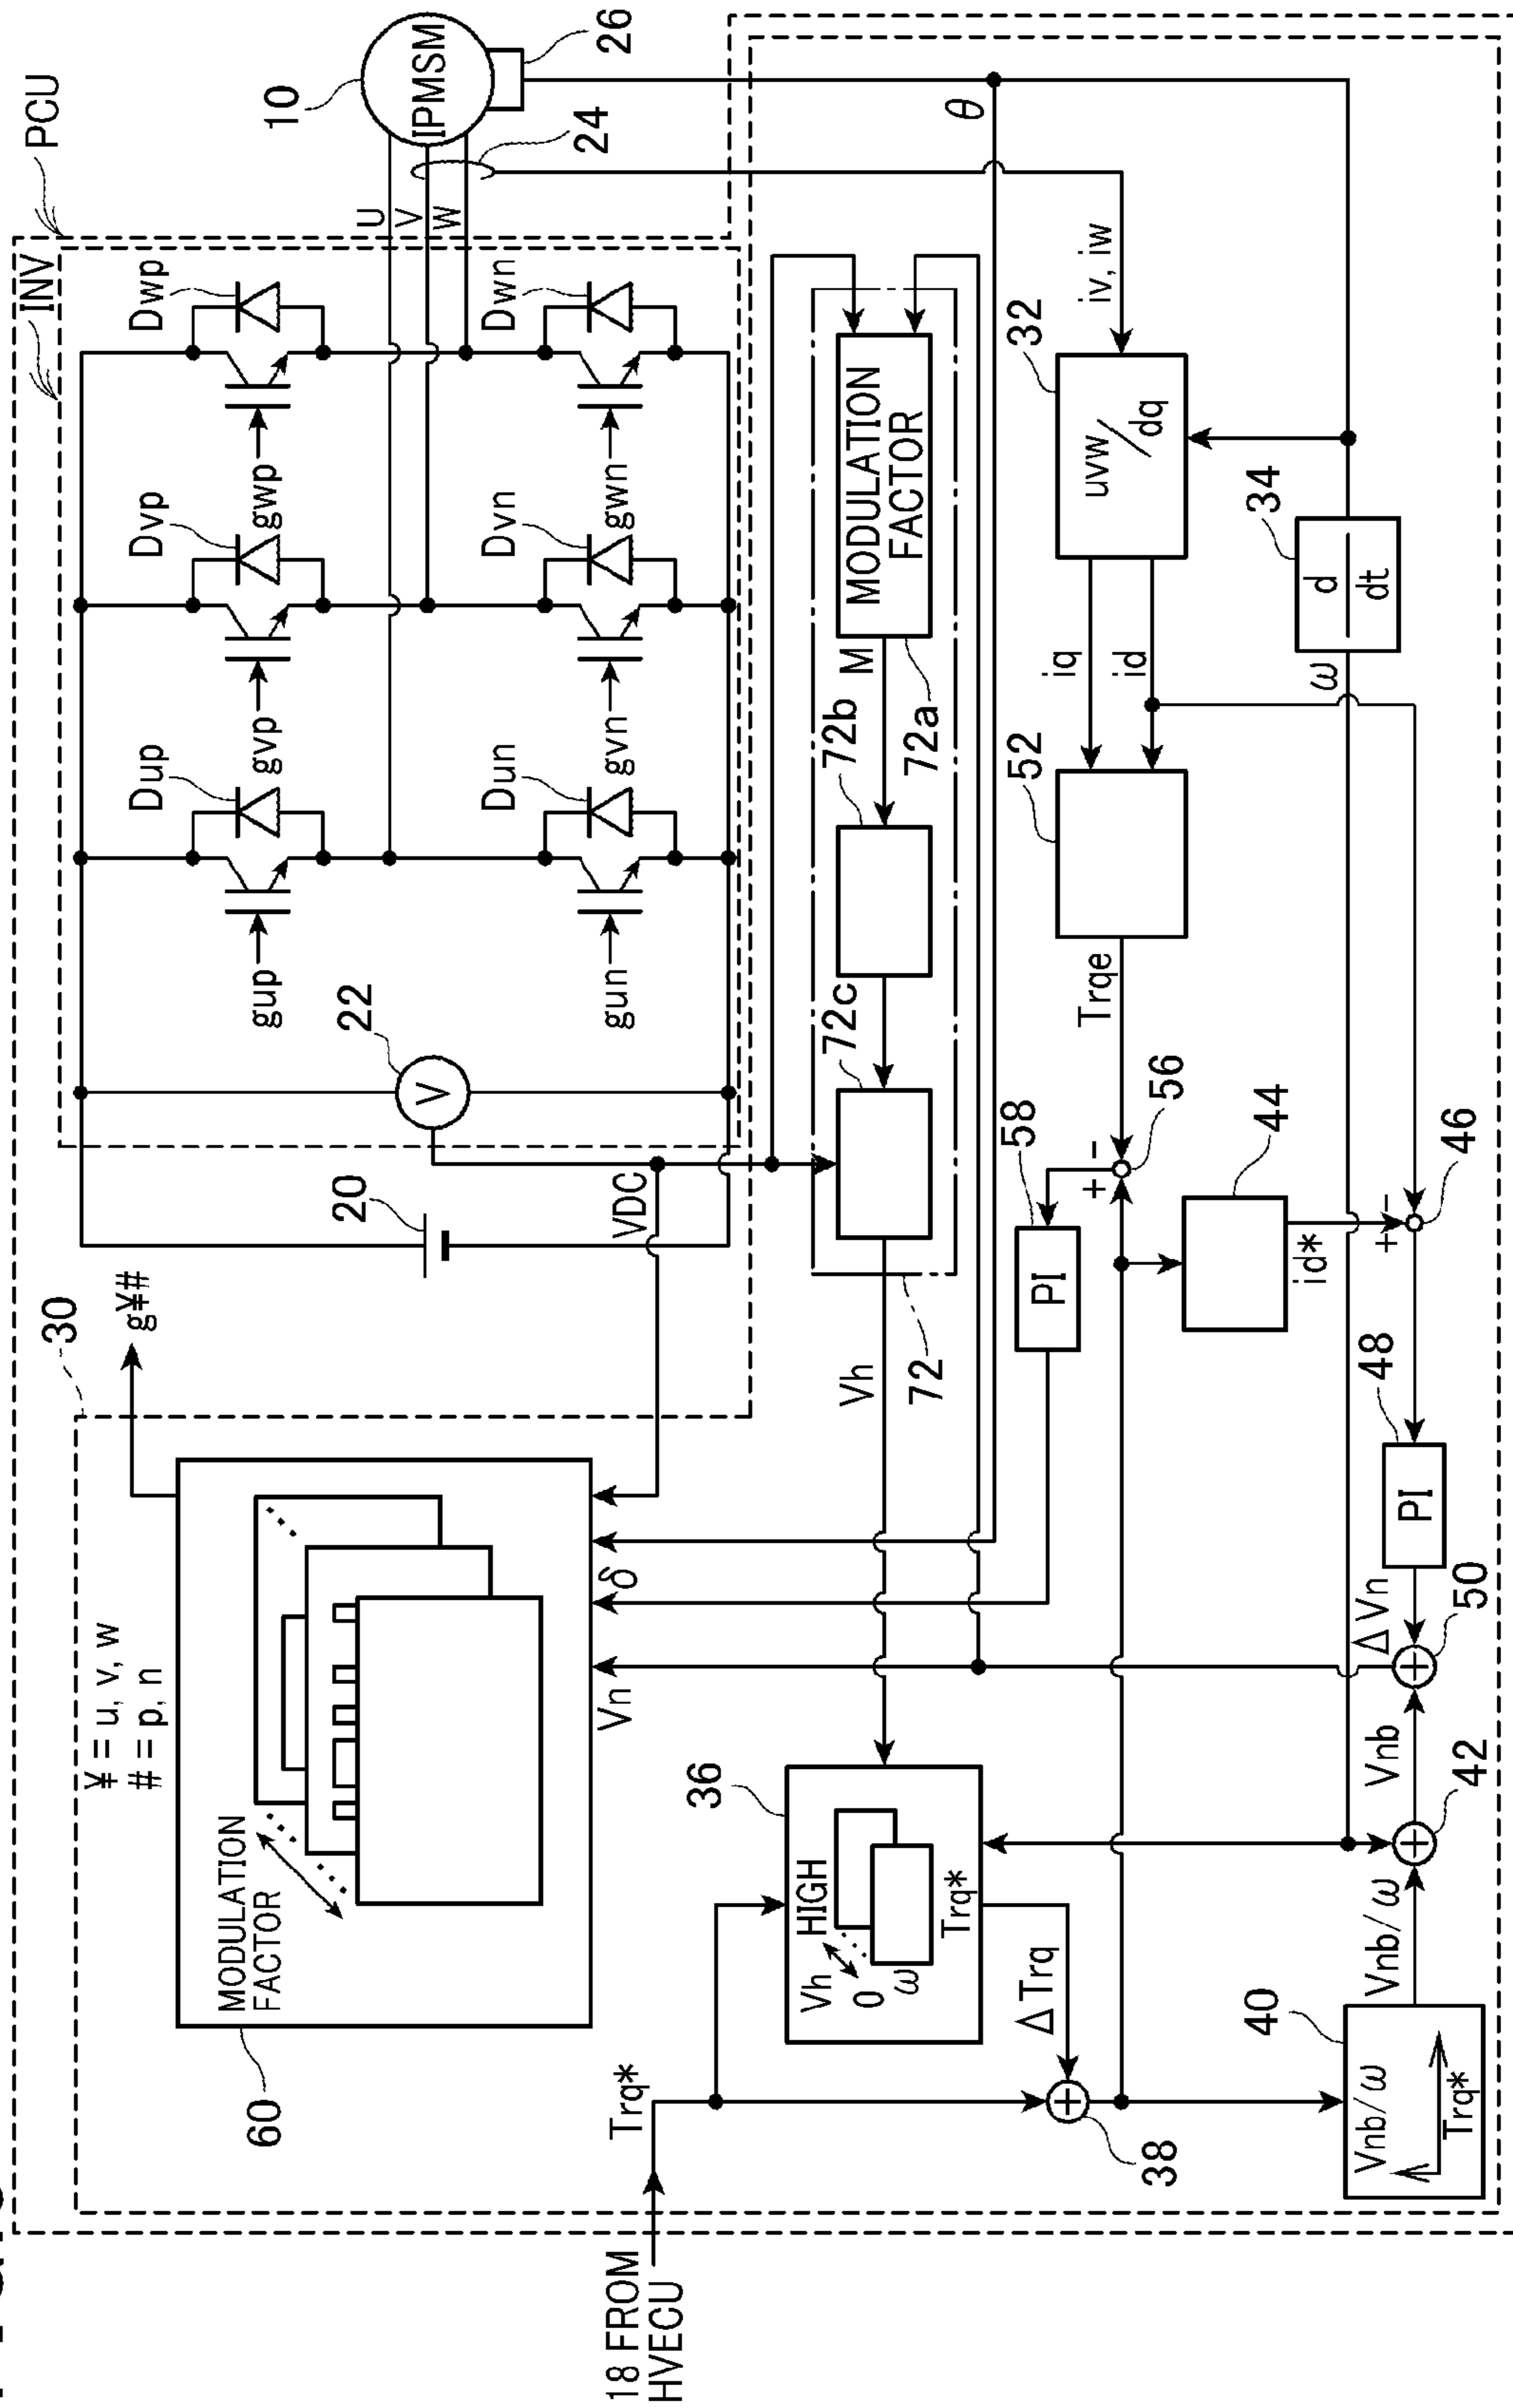 PCU
INV
30
g¥#
¥ = u, v, w
# = p, n
MODULATION
FACTOR
60
20
VDC
22
V
gup
Dup
gvp
Dvp
gwp
Dwp
gun
Dun
gvn
Dvn
gwn
Dwn
U
V
W
10
IPMSM
26
24
θ
Vn
δ
Trq*
18 FROM
HVECU
36
HIGH
Vh
0
ω
Trq*
Vh
72
72c
72b
M
72a
MODULATION
FACTOR
ΔTrq
38
58
PI
56
+
-
Trqe
52
iq
id
32
uvw/dq
iv, iw
44
id*
34
d
dt
ω
40
Vnb/ω
Trq*
Vnb/ω
42
Vnb
50
ΔVn
48
PI
46
+
-